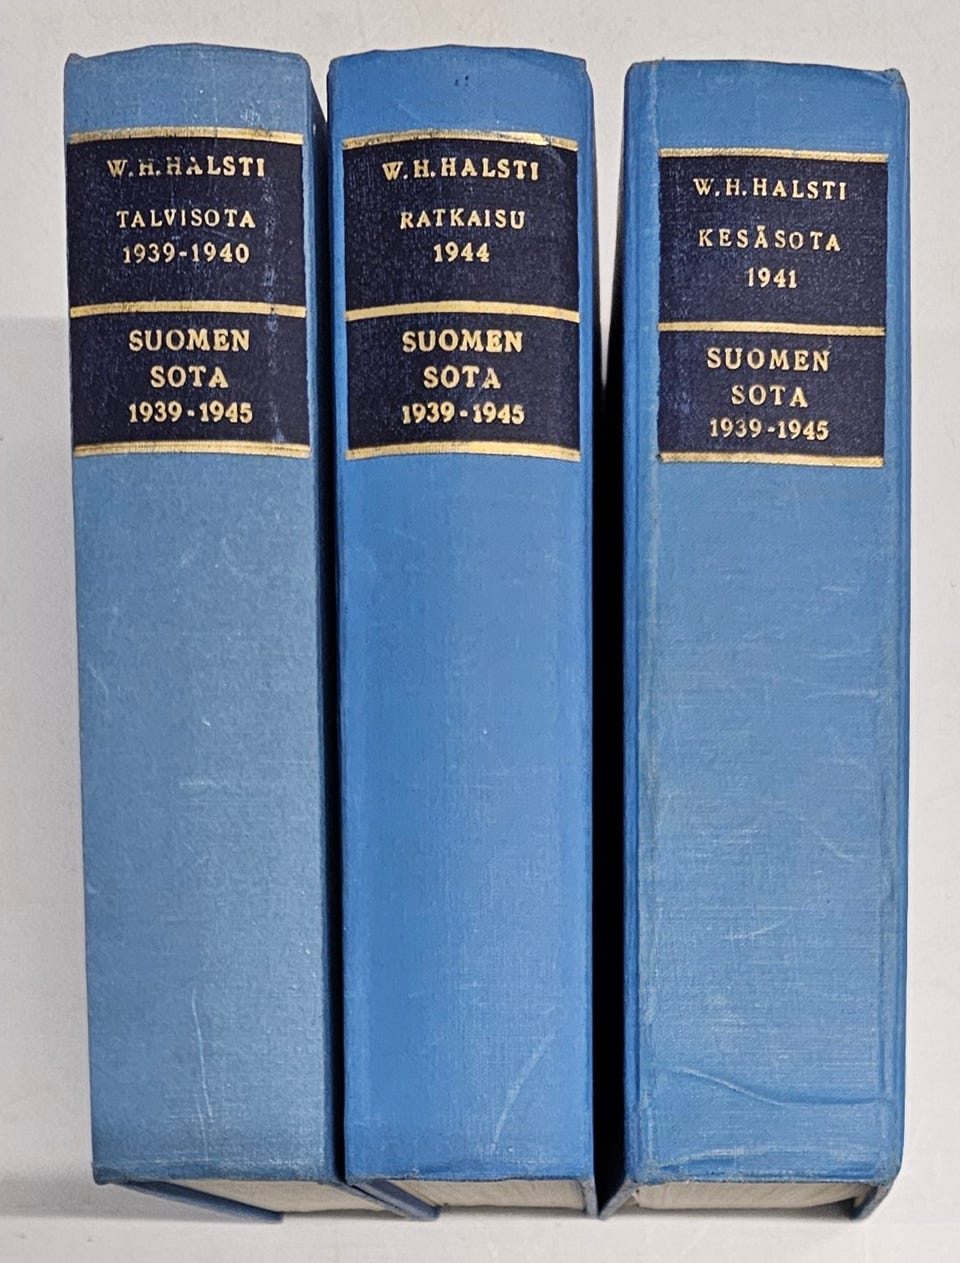 W. H. HALSTI
TALVISOTA
1939-1940
SUOMEN
SOTA
1939-1945
W. H. HALSTI
RATKAISU
1944
SUOMEN
SOTA
1939-1945
W. H. HALSTI
KESÄSOTA
1941
SUOMEN
SOTA
1939-1945